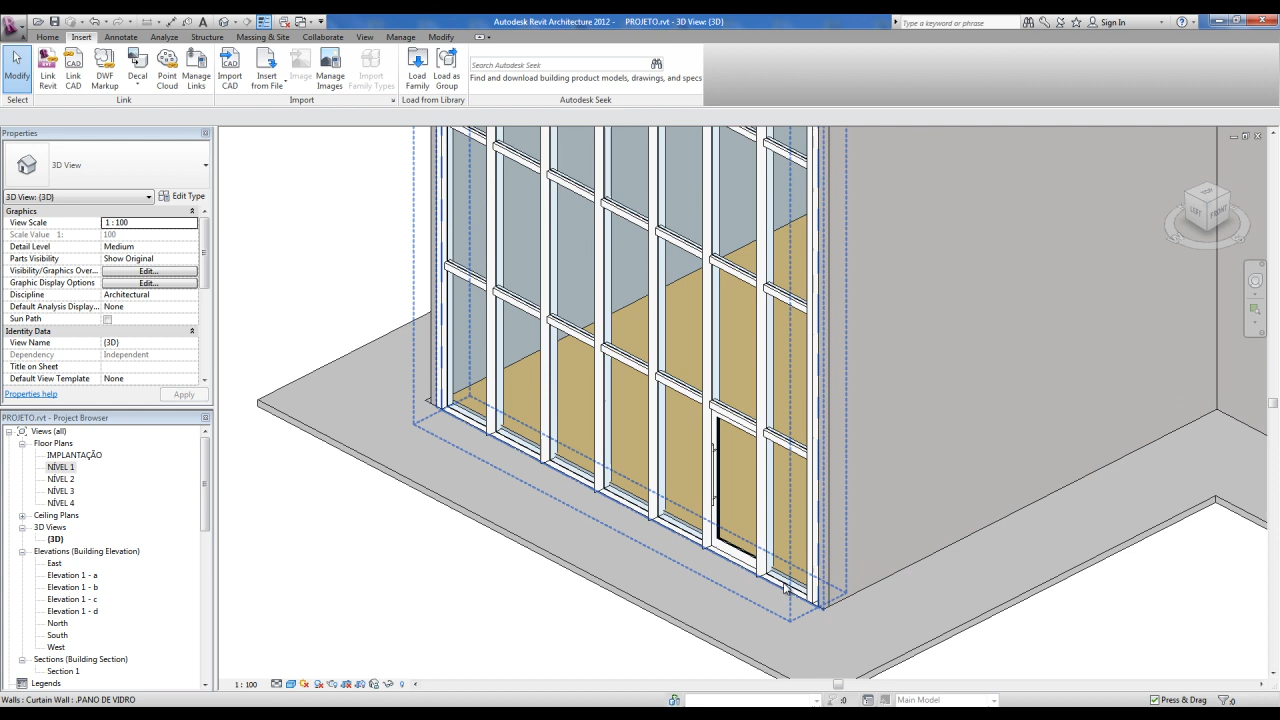 Autodesk Revit Architecture 2012 - PROJETO.rvt - 3D View: {3D}
Type a keyword or phrase
Sign In
Home Insert Annotate Analyze Structure Massing & Site Collaborate View Manage Modify
Modify
Link Revit
Link CAD
DWF Markup
Decal
Point Cloud
Manage Links
Import CAD
Insert from File
Image
Manage Images
Import Family Types
Load Family
Load as Group
Search Autodesk Seek
Find and download building product models, drawings, and specs
Select Link Import Load from Library Autodesk Seek
Properties
3D View
3D View: {3D} Edit Type
Graphics
View Scale 1 : 100
Scale Value 1: 100
Detail Level Medium
Parts Visibility Show Original
Visibility/Graphics Over... Edit...
Graphic Display Options Edit...
Discipline Architectural
Default Analysis Display... None
Sun Path
Identity Data
View Name {3D}
Dependency Independent
Title on Sheet
Default View Template None
Properties help Apply
PROJETO.rvt - Project Browser
Views (all)
Floor Plans
IMPLANTAÇÃO
NÍVEL 1
NÍVEL 2
NÍVEL 3
NÍVEL 4
Ceiling Plans
3D Views
{3D}
Elevations (Building Elevation)
East
Elevation 1 - a
Elevation 1 - b
Elevation 1 - c
Elevation 1 - d
North
South
West
Sections (Building Section)
Section 1
Legends
LEFT FRONT
1 : 100
Walls : Curtain Wall : .PANO DE VIDRO
:0
Main Model
Press & Drag
:0